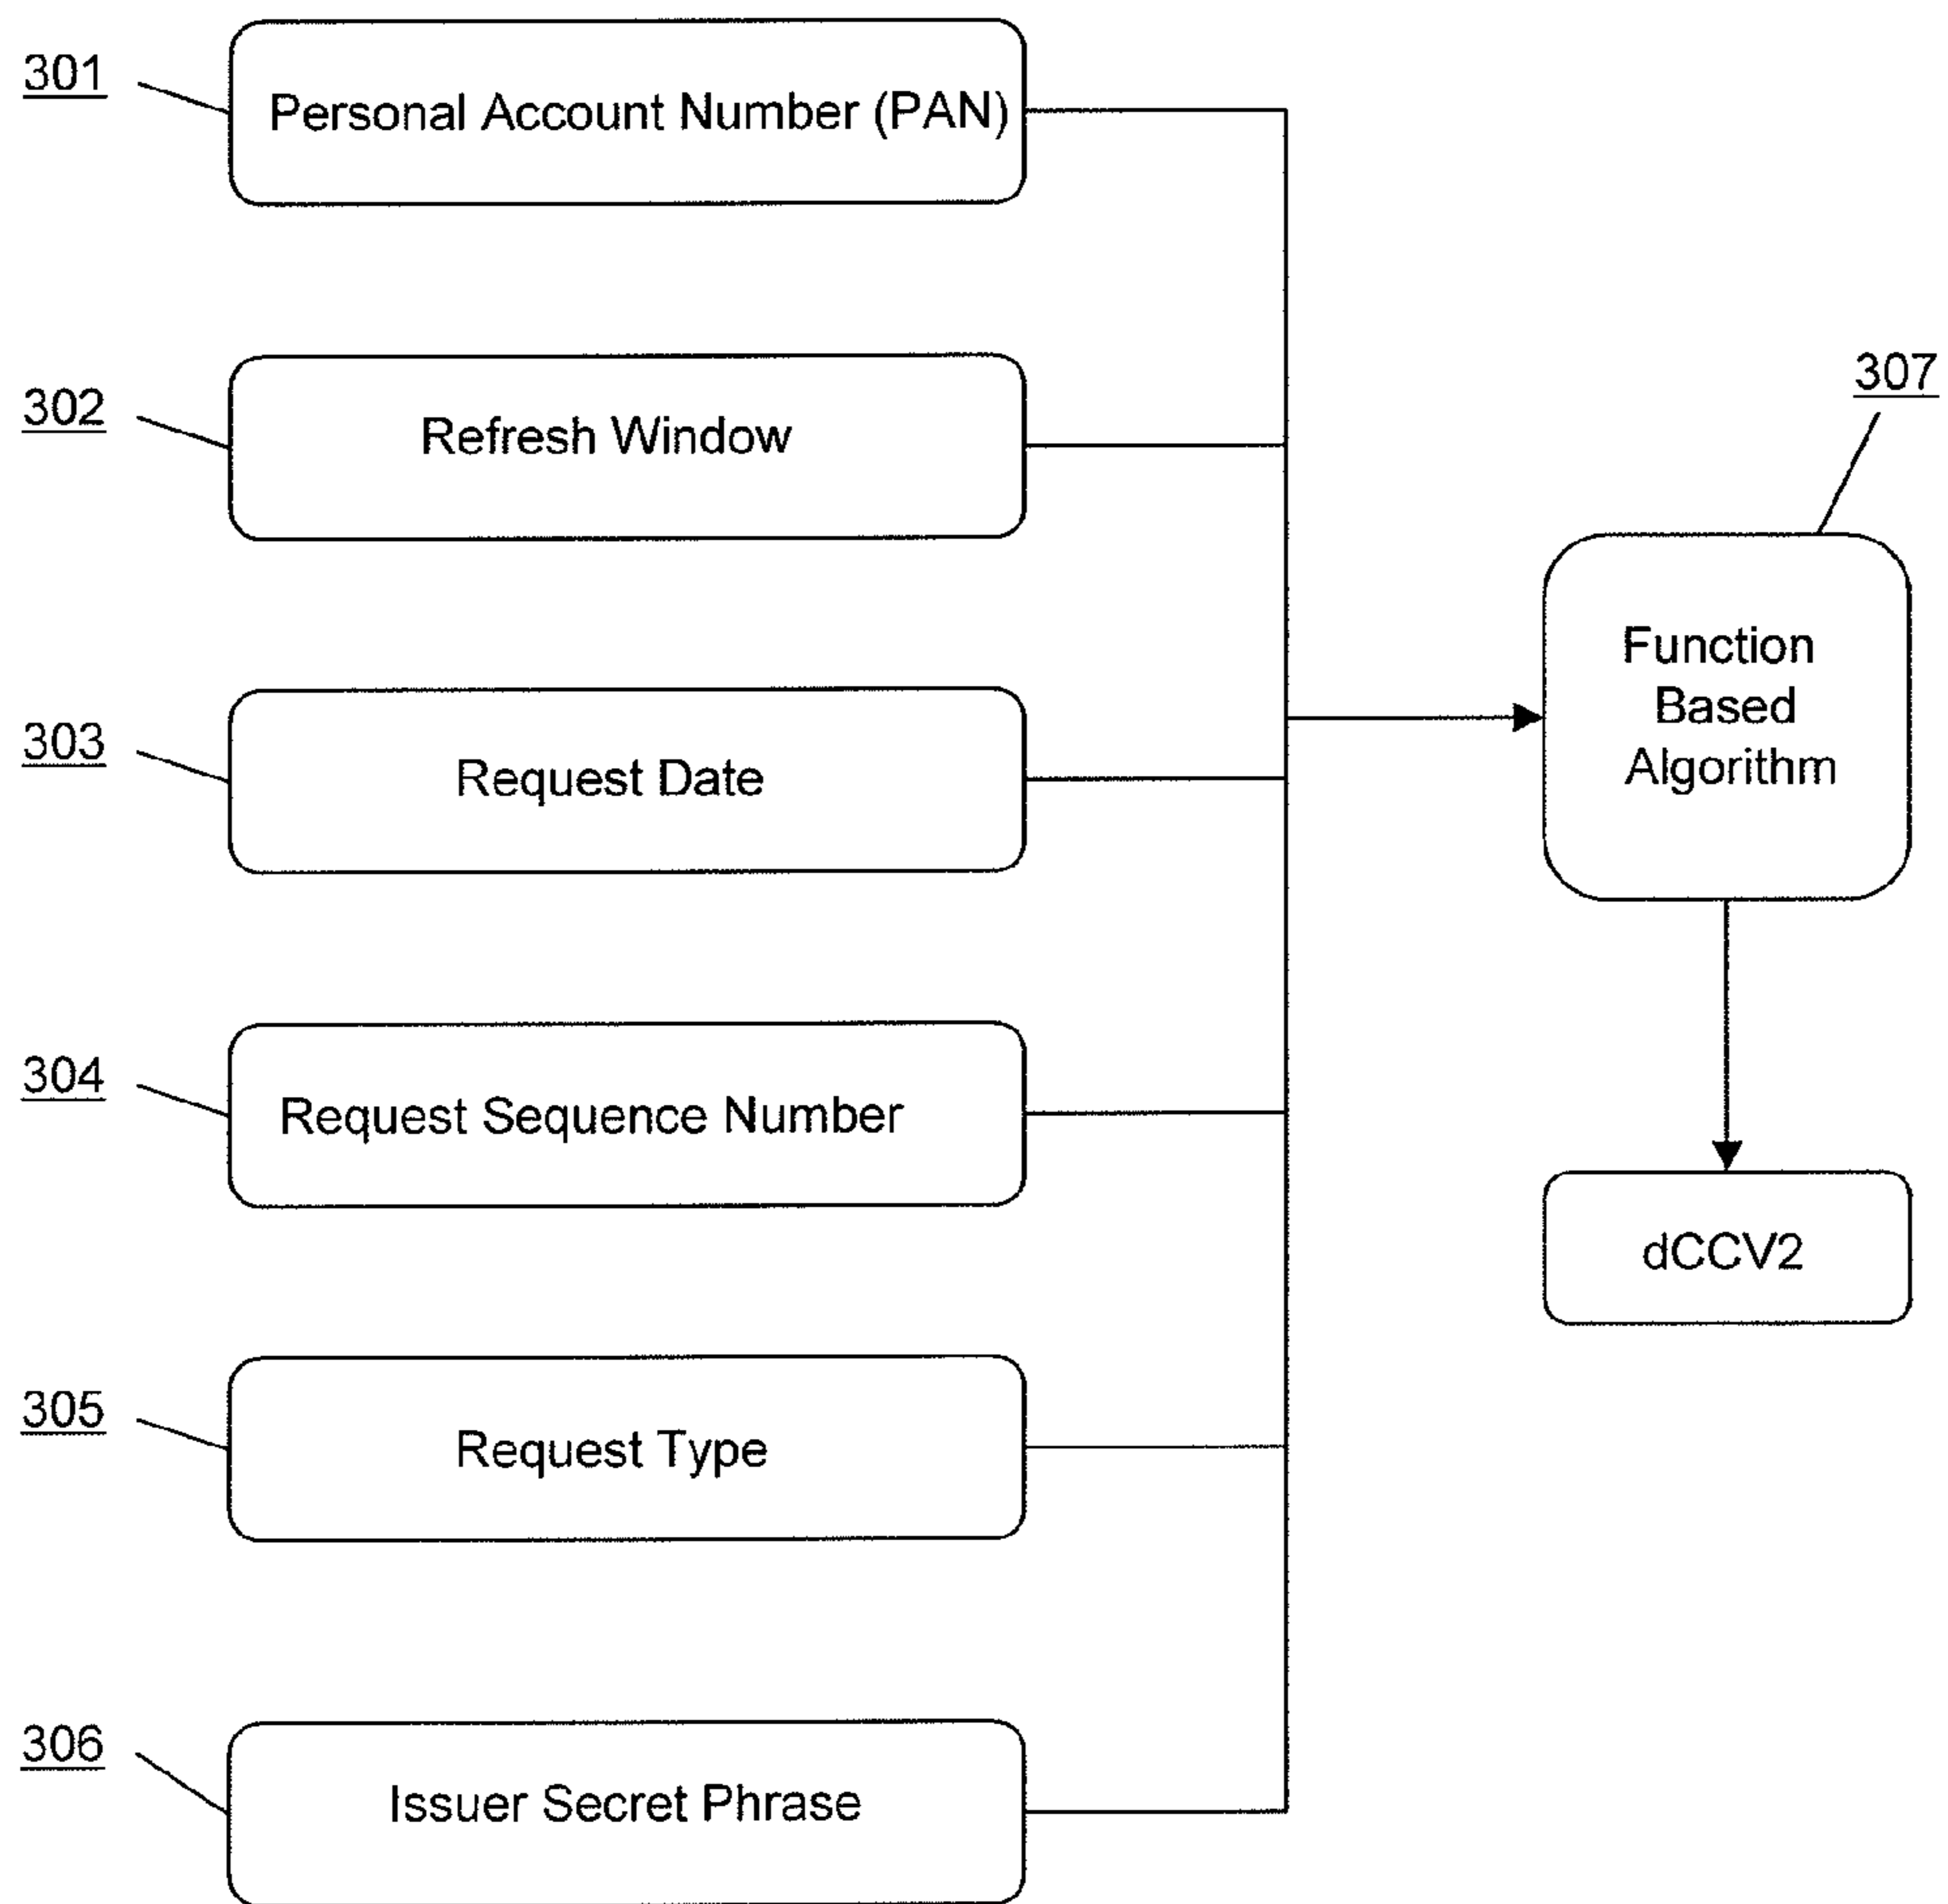 301
Personal Account Number (PAN)
302
Refresh Window
307
303
Request Date
Function
Based
Algorithm
304
Request Sequence Number
dCCV2
305
Request Type
306
Issuer Secret Phrase